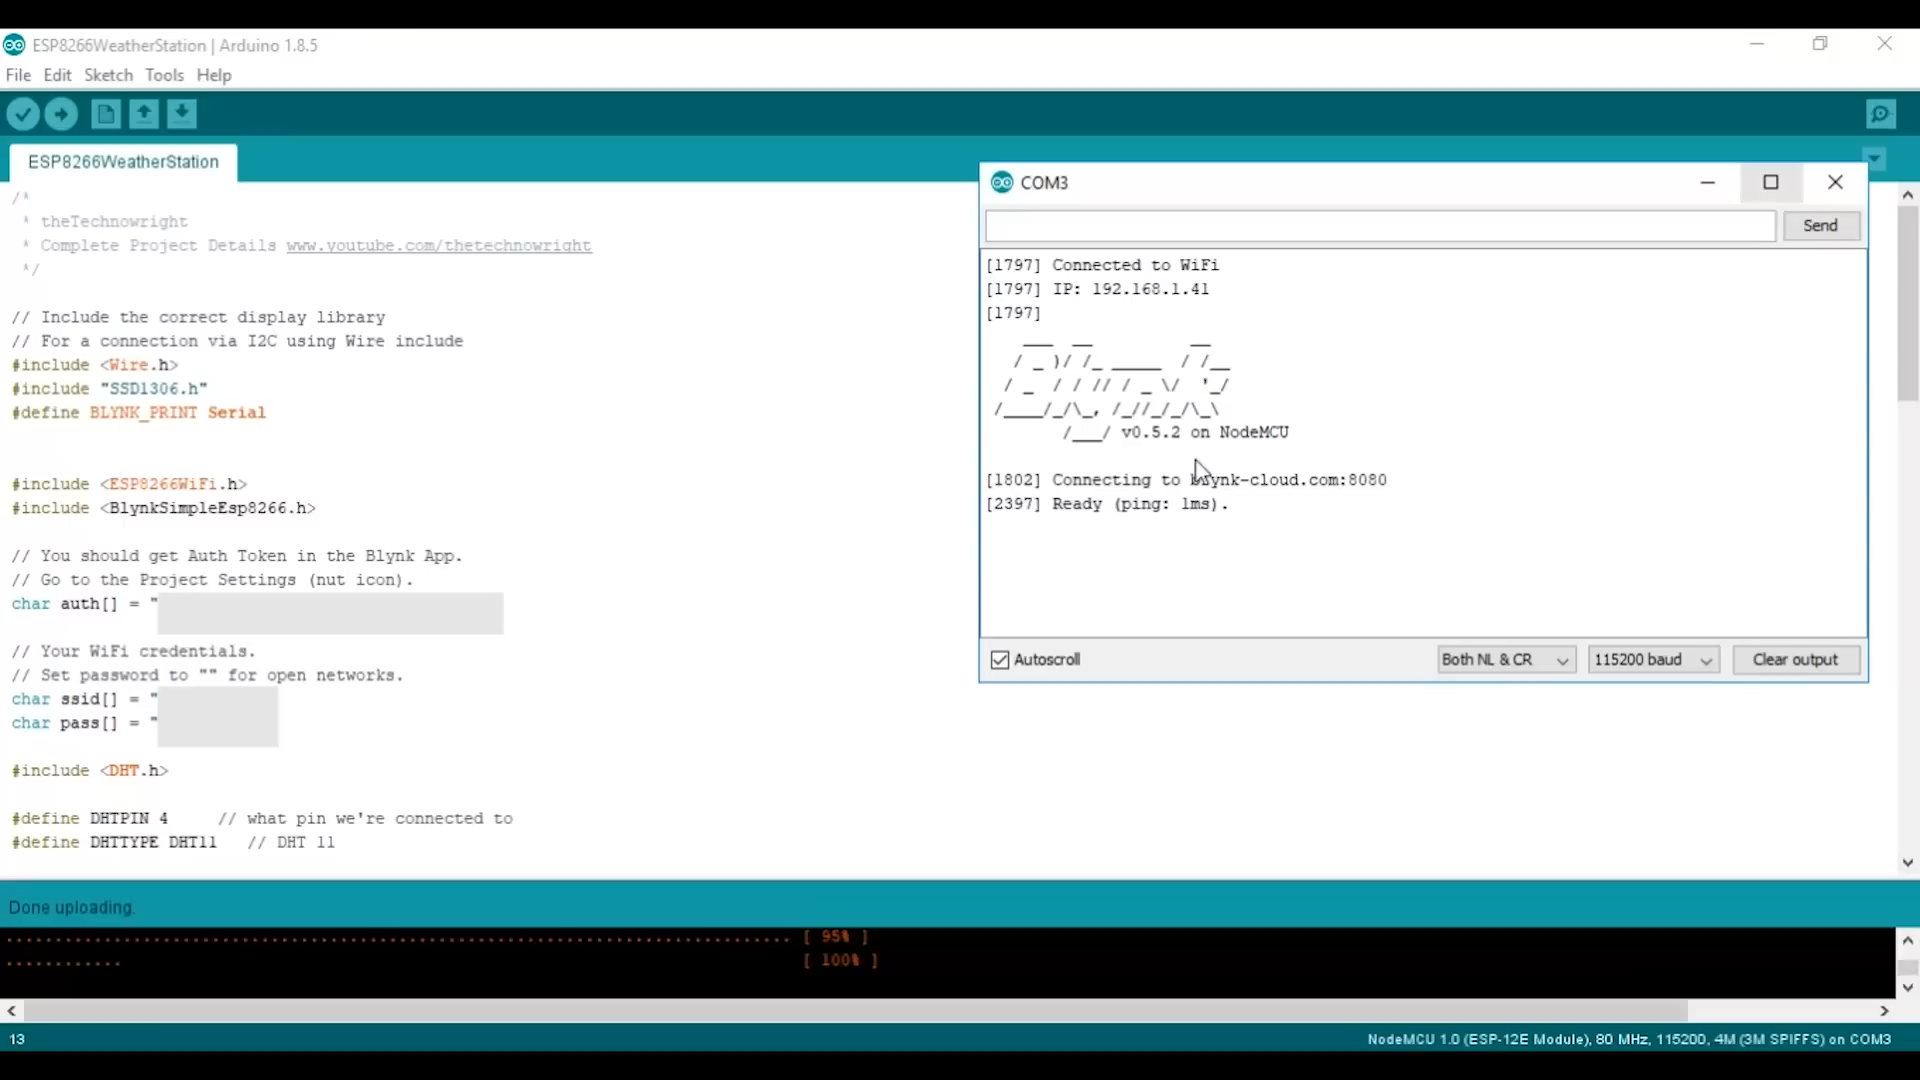 ESP8266WeatherStation | Arduino 1.8.5
File Edit Sketch Tools Help
ESP8266WeatherStation
/*
* theTechnowright
* Complete Project Details www.youtube.com/thetechnowright
*/
// Include the correct display library
// For a connection via I2C using Wire include
#include <Wire.h>
#include "SSD1306.h"
#define BLYNK_PRINT Serial
#include <ESP8266WiFi.h>
#include <BlynkSimpleEsp8266.h>
// You should get Auth Token in the Blynk App.
// Go to the Project Settings (nut icon).
char auth[] = "
// Your WiFi credentials.
// Set password to "" for open networks.
char ssid[] = "
char pass[] = "
#include <DHT.h>
#define DHTPIN 4 // what pin we're connected to
#define DHTTYPE DHT11 // DHT 11
COM3
Send
[1797] Connected to WiFi
[1797] IP: 192.168.1.41
[1797]
    ___  __          __
   / _ )/ /_ _____  / /__
  / _  / / // / _ \/  '_/
 /____/_/\_, /_//_/_/\_\
        /___/ v0.5.2 on NodeMCU
[1802] Connecting to blynk-cloud.com:8080
[2397] Ready (ping: 1ms).
Autoscroll
Both NL & CR
115200 baud
Clear output
Done uploading.
................................................................................ [ 95% ]
............ [ 100% ]
13
NodeMCU 1.0 (ESP-12E Module), 80 MHz, 115200, 4M (3M SPIFFS) on COM3